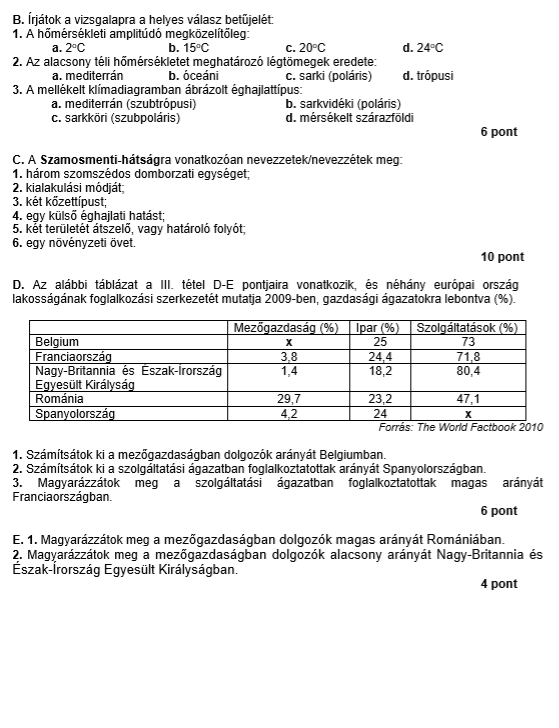 B. Írjátok a vizsgalapra a helyes válasz betűjelét:
1. A hőmérsékleti amplitúdó megközelítőleg:
a. 2°C b. 15°C c. 20°C d. 24°C
2. Az alacsony téli hőmérsékletet meghatározó légtömegek eredete:
a. mediterrán b. óceáni c. sarki (poláris) d. trópusi
3. A mellékelt klímadiagramban ábrázolt éghajlattípus:
a. mediterrán (szubtrópusi) b. sarkvidéki (poláris)
c. sarkköri (szubpoláris) d. mérsékelt szárazföldi
6 pont
C. A Szamosmenti-hátságra vonatkozóan nevezzetek/nevezzétek meg:
1. három szomszédos domborzati egységet;
2. kialakulási módját;
3. két kőzettípust;
4. egy külső éghajlati hatást;
5. két területét átszelő, vagy határoló folyót;
6. egy növényzeti övet.
10 pont
D. Az alábbi táblázat a III. tétel D-E pontjaira vonatkozik, és néhány európai ország
lakosságának foglalkozási szerkezetét mutatja 2009-ben, gazdasági ágazatokra lebontva (%).
Mezőgazdaság (%) Ipar (%) Szolgáltatások (%)
Belgium x 25 73
Franciaország 3,8 24,4 71,8
Nagy-Britannia és Észak-Írország 1,4 18,2 80,4
Egyesült Királyság
Románia 29,7 23,2 47,1
Spanyolország 4,2 24 x
Forrás: The World Factbook 2010
1. Számítsátok ki a mezőgazdaságban dolgozók arányát Belgiumban.
2. Számítsátok ki a szolgáltatási ágazatban foglalkoztatottak arányát Spanyolországban.
3. Magyarázzátok meg a szolgáltatási ágazatban foglalkoztatottak magas arányát
Franciaországban.
6 pont
E. 1. Magyarázzátok meg a mezőgazdaságban dolgozók magas arányát Romániában.
2. Magyarázzátok meg a mezőgazdaságban dolgozók alacsony arányát Nagy-Britannia és
Észak-Írország Egyesült Királyságban.
4 pont